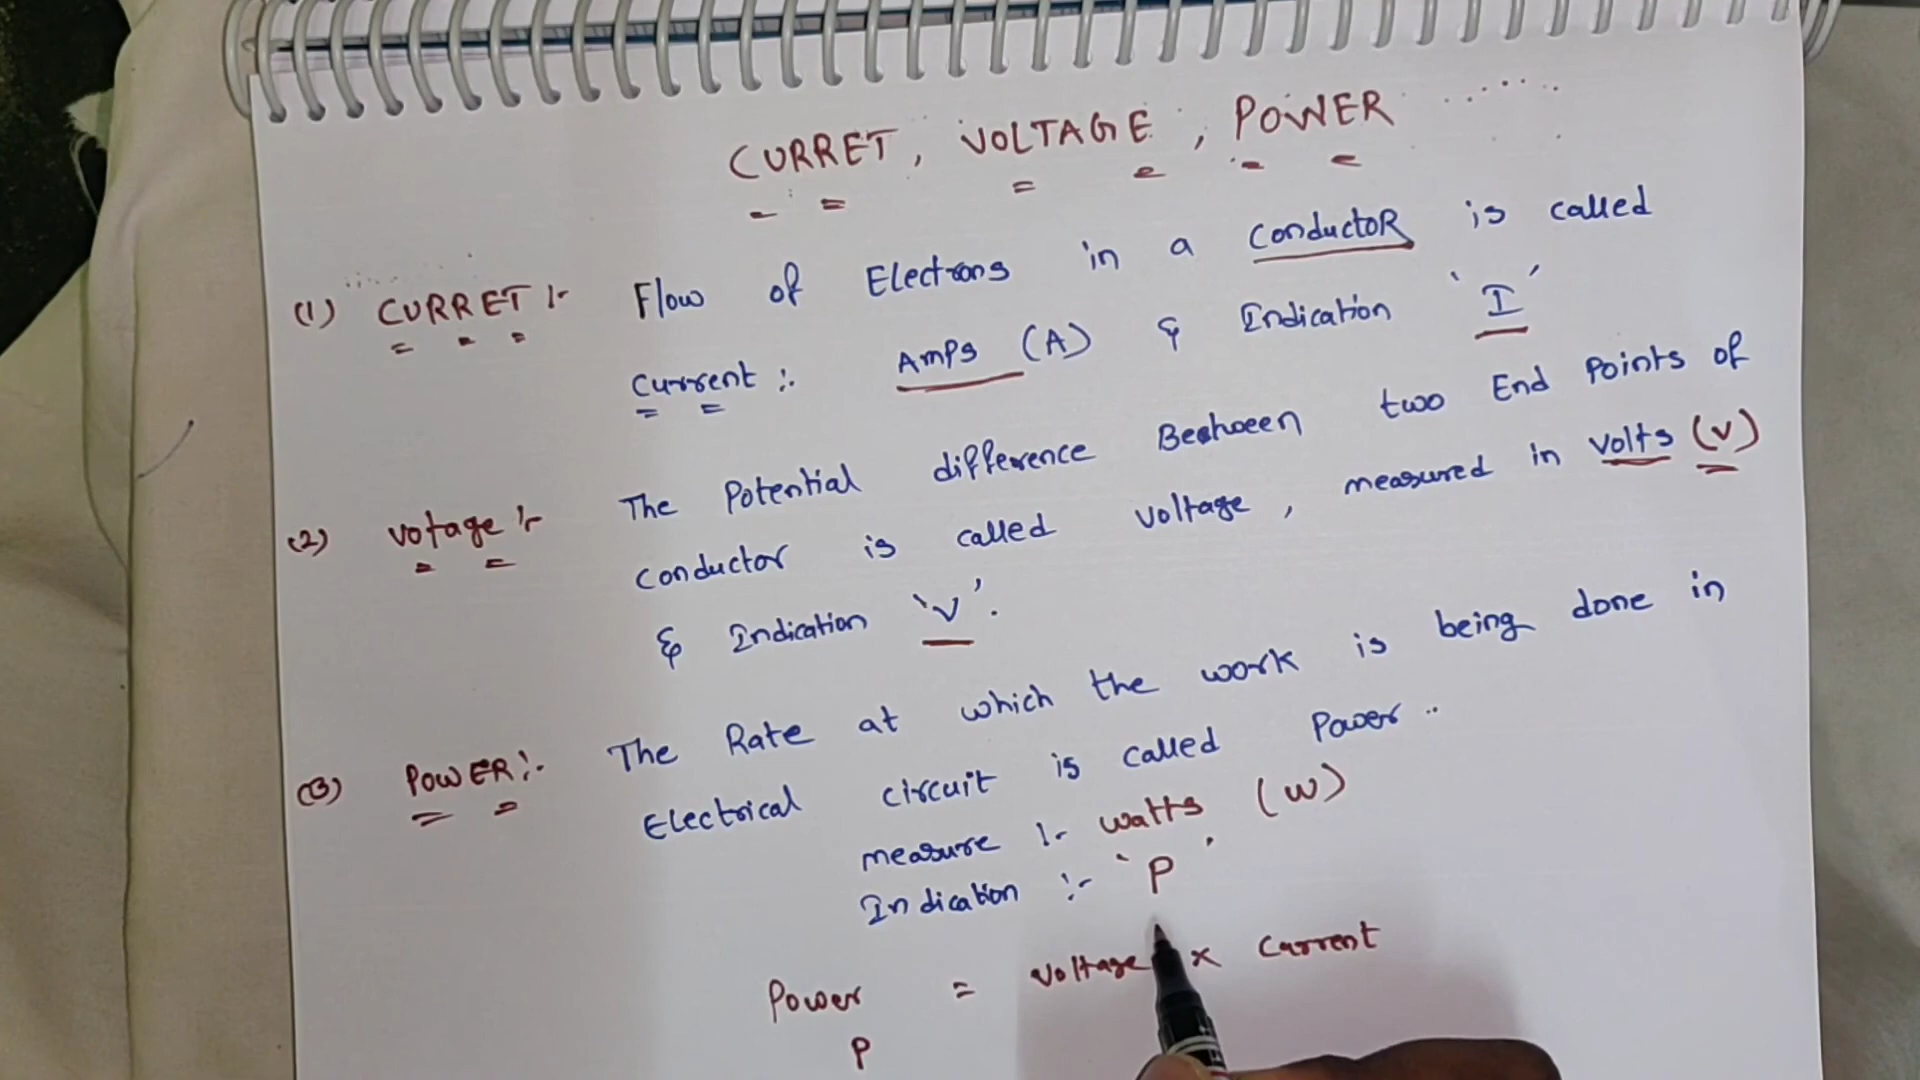 CURRET, VOLTAGE, POWER
(1) CURRET :- Flow of Electrons in a ConductoR is called
Current :. Amps (A) & Indication 'I'
(2) votage :- The Potential difference Beetween two End Points of
Conductor is called voltage, measured in volts (V)
& Indication 'V'.
(3) POWER :- The Rate at which the work is being done in
Electrical circuit is called Power..
measure :- watts (W)
Indication :- 'P'
Power = voltage x Current
P